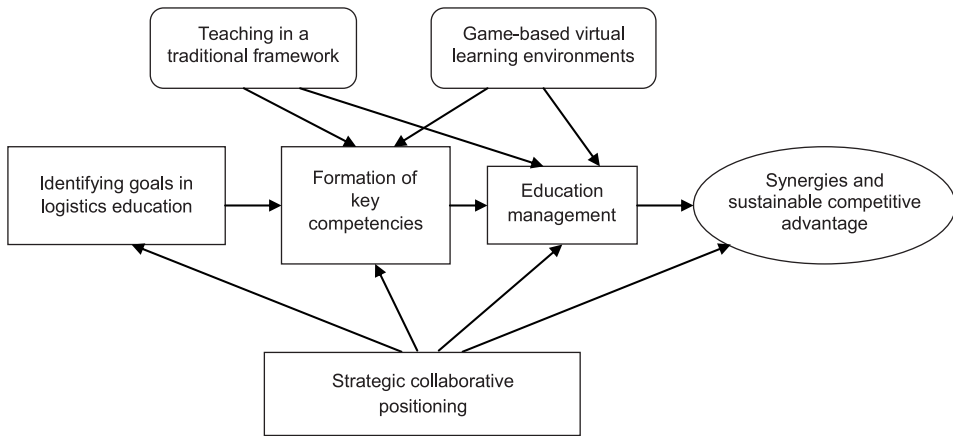 Teaching in a
traditional framework
Game-based virtual
learning environments
Identifying goals in
logistics education
Formation of
key
competencies
Education
management
Synergies and
sustainable competitive
advantage
Strategic collaborative
positioning